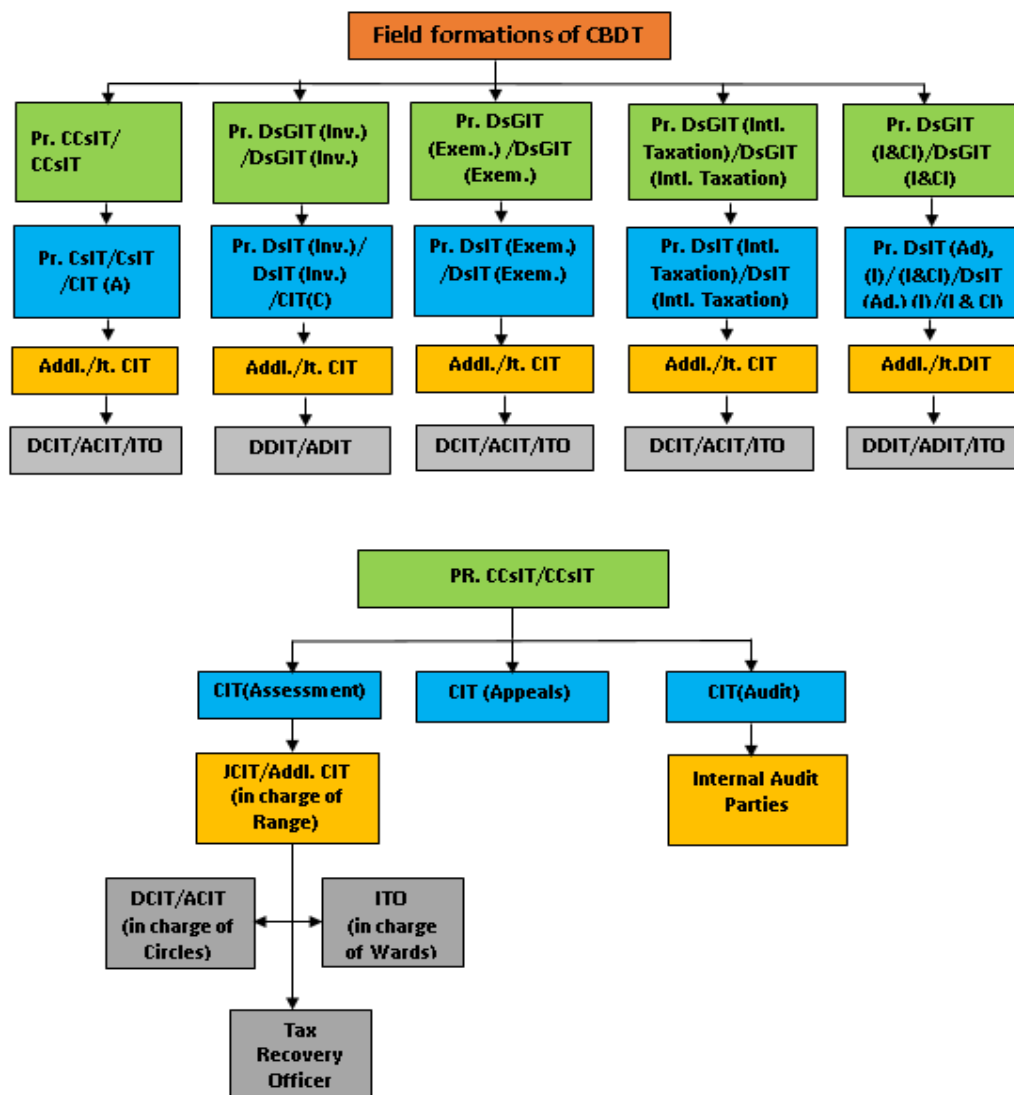 Field formations of CBDT
Pr. CCsIT/
CCsIT
Pr. DsGIT (Inv.)
/DsGIT (Inv.)
Pr. DsGIT
(Exem.) /DsGIT
(Exem.)
Pr. DsGIT (Intl.
Taxation)/DsGIT
(Intl. Taxation)
Pr. DsGIT
(I&CI)/DsGIT
(I&CI)
Pr. CsIT/CsIT
/CIT (A)
Pr. DsIT (Inv.)/
DsIT (Inv.)
/CIT(C)
Pr. DsIT (Exem.)
/DsIT (Exem.)
Pr. DsIT (Intl.
Taxation)/DsIT
(Intl. Taxation)
Pr. DsIT (Ad),
(I)/ (I&CI)/DsIT
(Ad.) (I)/(I & CI)
Addl./Jt. CIT
Addl./Jt. CIT
Addl./Jt. CIT
Addl./Jt. CIT
Addl./Jt.DIT
DCIT/ACIT/ITO
DDIT/ADIT
DCIT/ACIT/ITO
DCIT/ACIT/ITO
DDIT/ADIT/ITO
PR. CCsIT/CCsIT
CIT(Assessment)
CIT (Appeals)
CIT(Audit)
JCIT/Addl. CIT
(in charge of
Range)
Internal Audit
Parties
DCIT/ACIT
(in charge of
Circles)
ITO
(in charge
of Wards)
Tax
Recovery
Officer